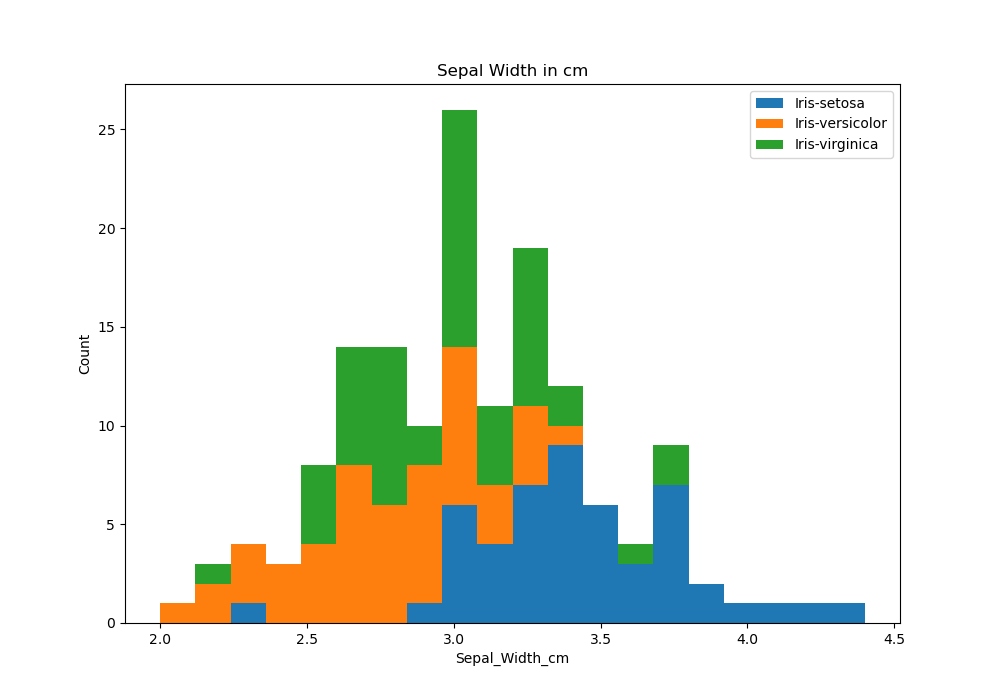 Sepal Width in cm
Iris-setosa
Iris-versicolor
Iris-virginica
25
20
15
10
5
0
Count
2.0 2.5 3.0 3.5 4.0 4.5
Sepal_Width_cm